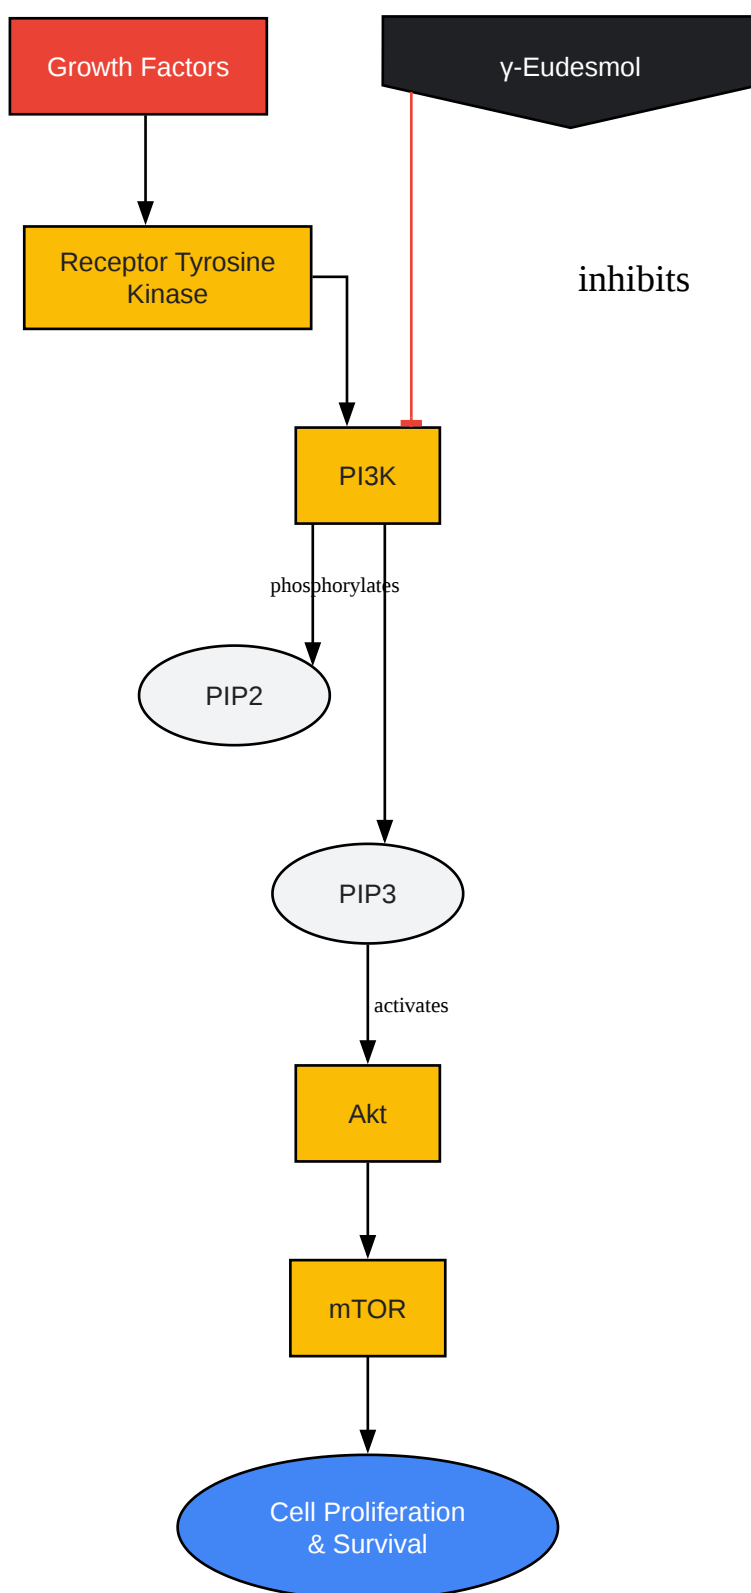 Growth Factors
γ-Eudesmol
Receptor Tyrosine
Kinase
inhibits
PI3K
phosphorylates
PIP2
PIP3
activates
Akt
mTOR
Cell Proliferation
& Survival